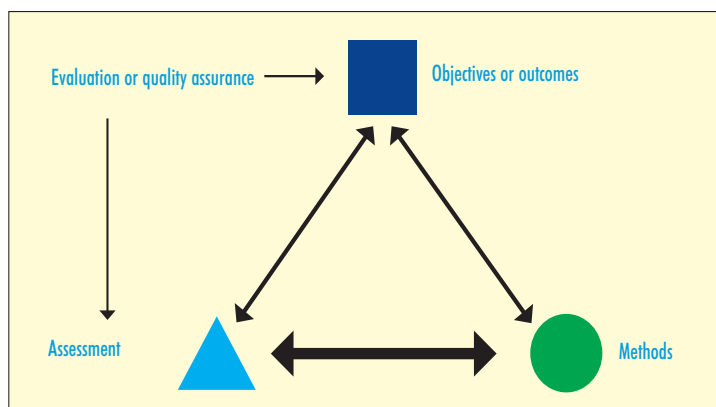 Evaluation or quality assurance
Objectives or outcomes
Assessment
Methods